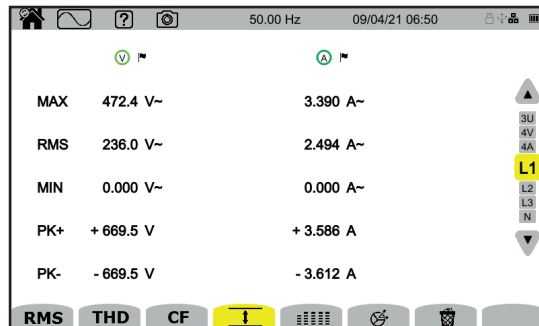 ? 50.00 Hz 09/04/21 06:50
V A
MAX 472.4 V~ 3.390 A~
3U
4V
RMS 236.0 V~ 2.494 A~ 4A
L1
MIN 0.000 V~ 0.000 A~ L2
L3
N
PK+ + 669.5 V + 3.586 A
PK- - 669.5 V - 3.612 A
RMS THD CF